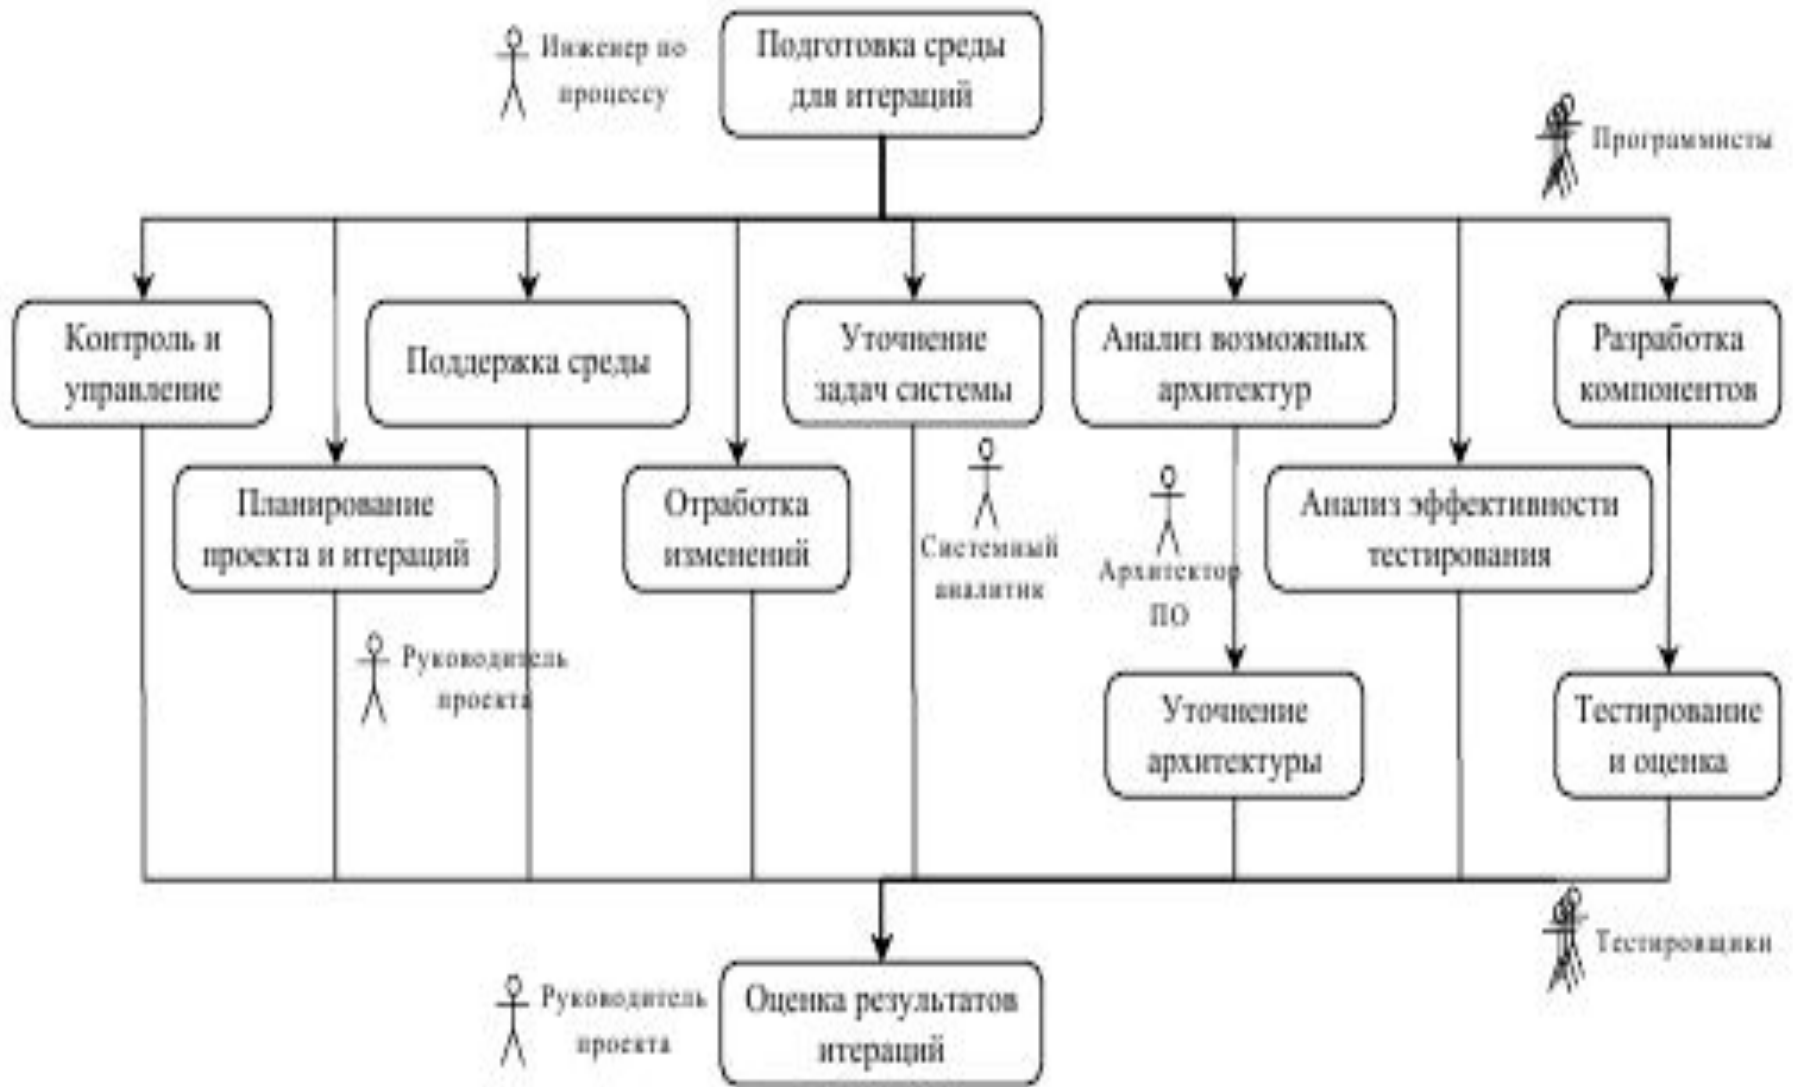 Инженер по
процессу
Подготовка среды
для итераций
Программисты
Контроль и
управление
Поддержка среды
Уточнение
задач системы
Анализ возможных
архитектур
Разработка
компонентов
Планирование
проекта и итераций
Отработка
изменений
Системный
аналитик
Архитектор
ПО
Анализ эффективности
тестирования
Руководитель
проекта
Уточнение
архитектуры
Тестирование
и оценка
Тестировщики
Руководитель
проекта
Оценка результатов
итераций